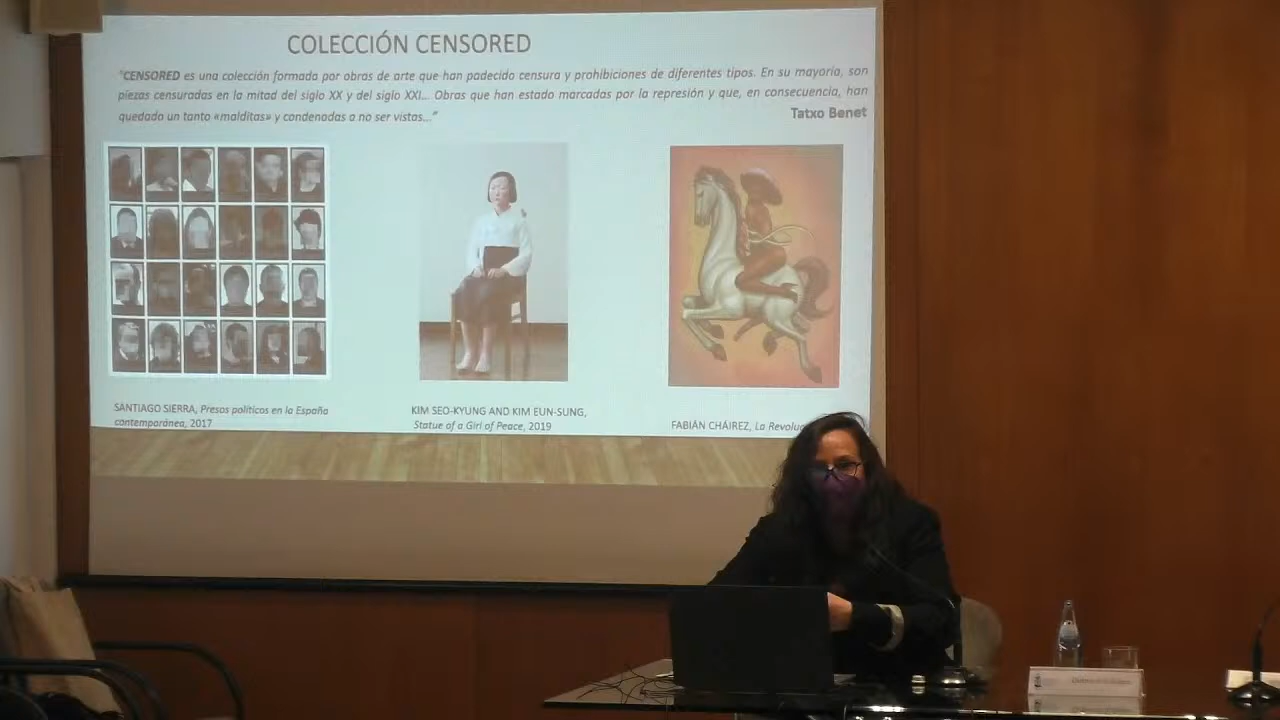 COLECCIÓN CENSORED
"CENSORED es una colección formada por obras de arte que han padecido censura y prohibiciones de diferentes tipos. En su mayoría, son
piezas censuradas en la mitad del siglo XX y del siglo XXI... Obras que han estado marcadas por la represión y que, en consecuencia, han
quedado un tanto «malditas» y condenadas a no ser vistas..."
Tatxo Benet
SANTIAGO SIERRA, Presos políticos en la España
contemporánea, 2017
KIM SEO-KYUNG AND KIM EUN-SUNG,
Statue of a Girl of Peace, 2019
FABIÁN CHÁIREZ, La